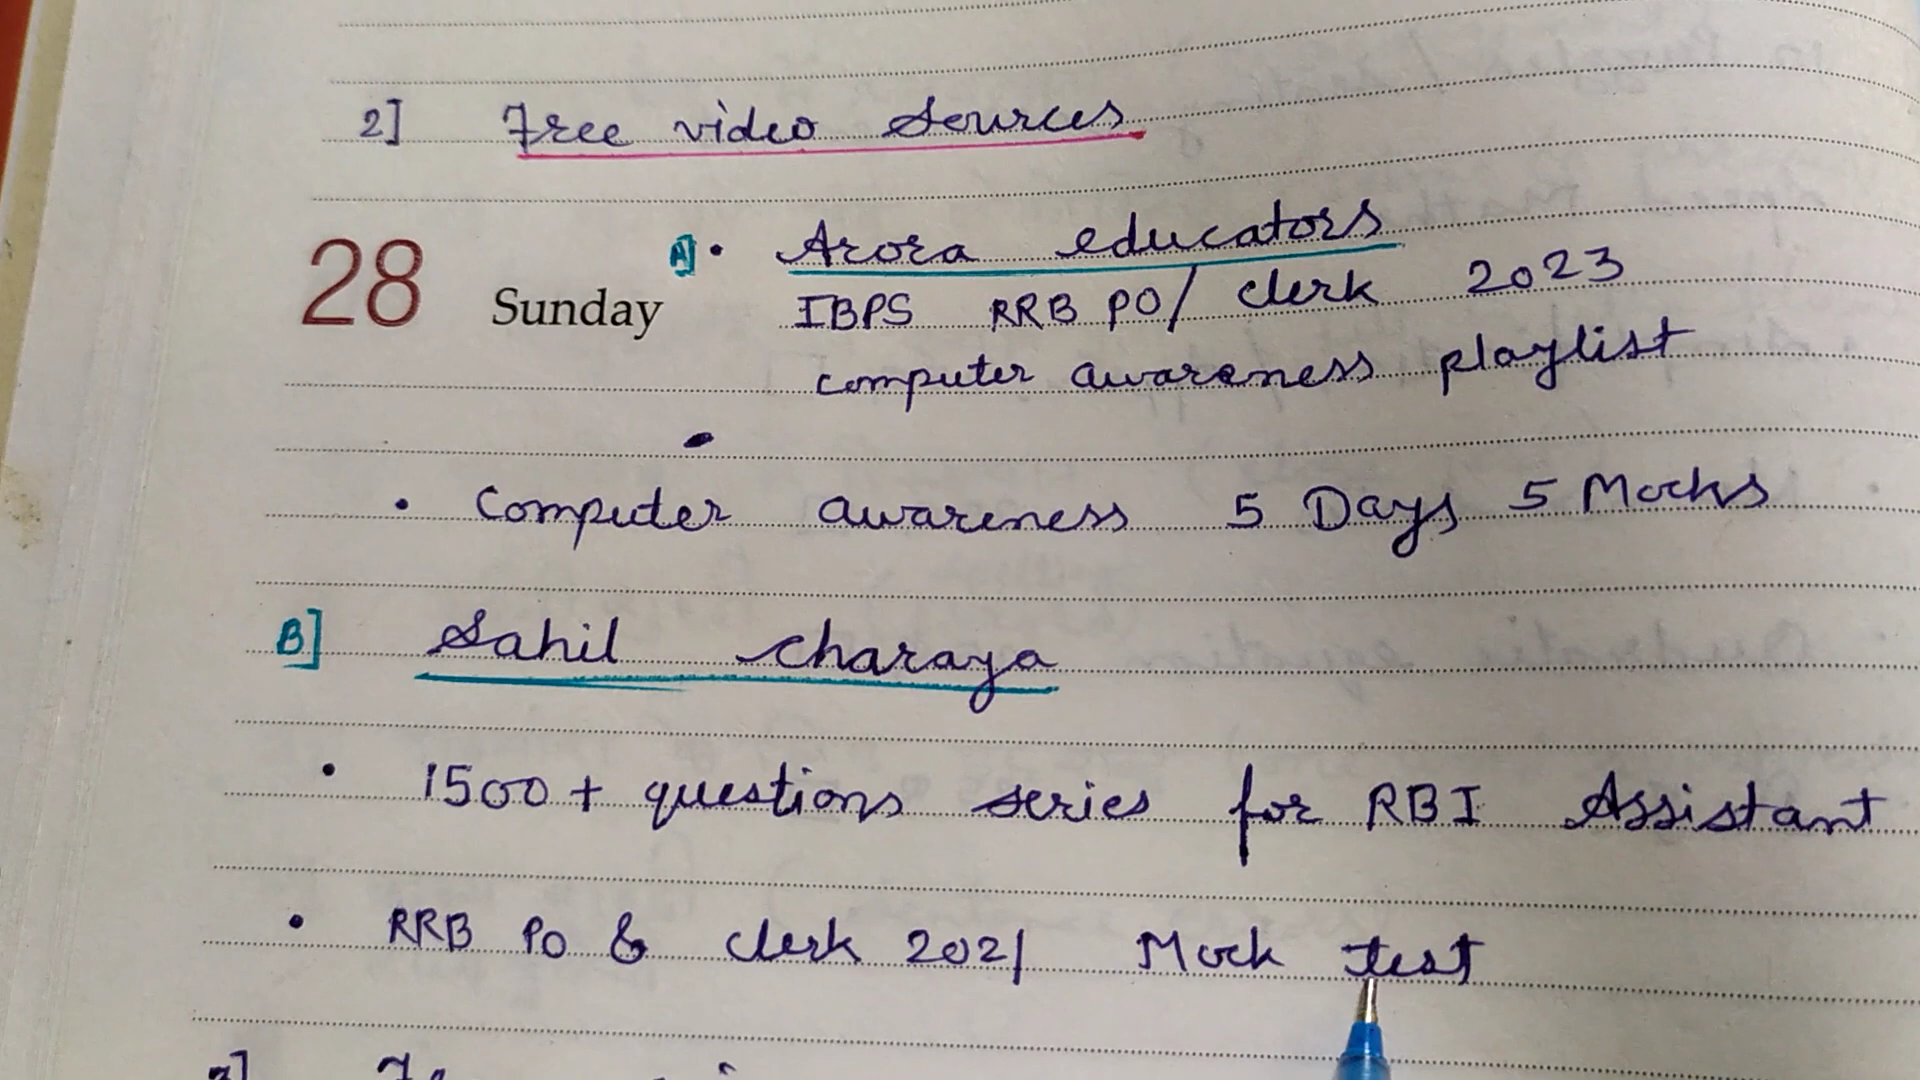 2] Free video sources
A] • Arora educators
28 Sunday
IBPS RRB PO/ clerk 2023
computer awareness playlist
• Computer awareness 5 Days 5 Mocks
B] Sahil charaya
• 1500+ questions series for RBI Assistant
• RRB PO & clerk 2021 Mock test